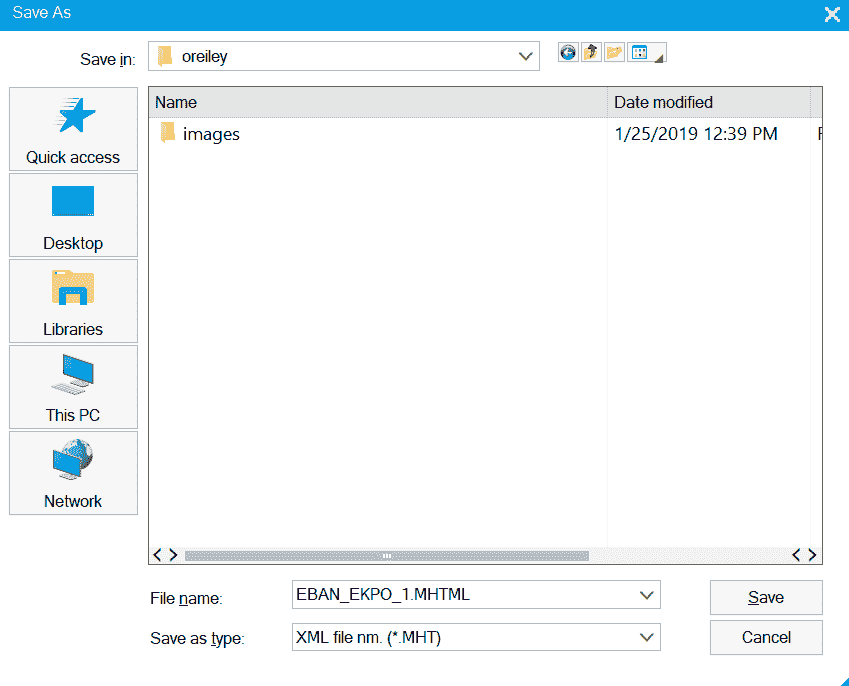 Save As
Save in:
oreiley
Name
Date modified
images
1/25/2019 12:39 PM
Quick access
Desktop
Libraries
This PC
Network
File name:
EBAN_EKPO_1.MHTML
Save
Save as type:
XML file nm. (*.MHT)
Cancel